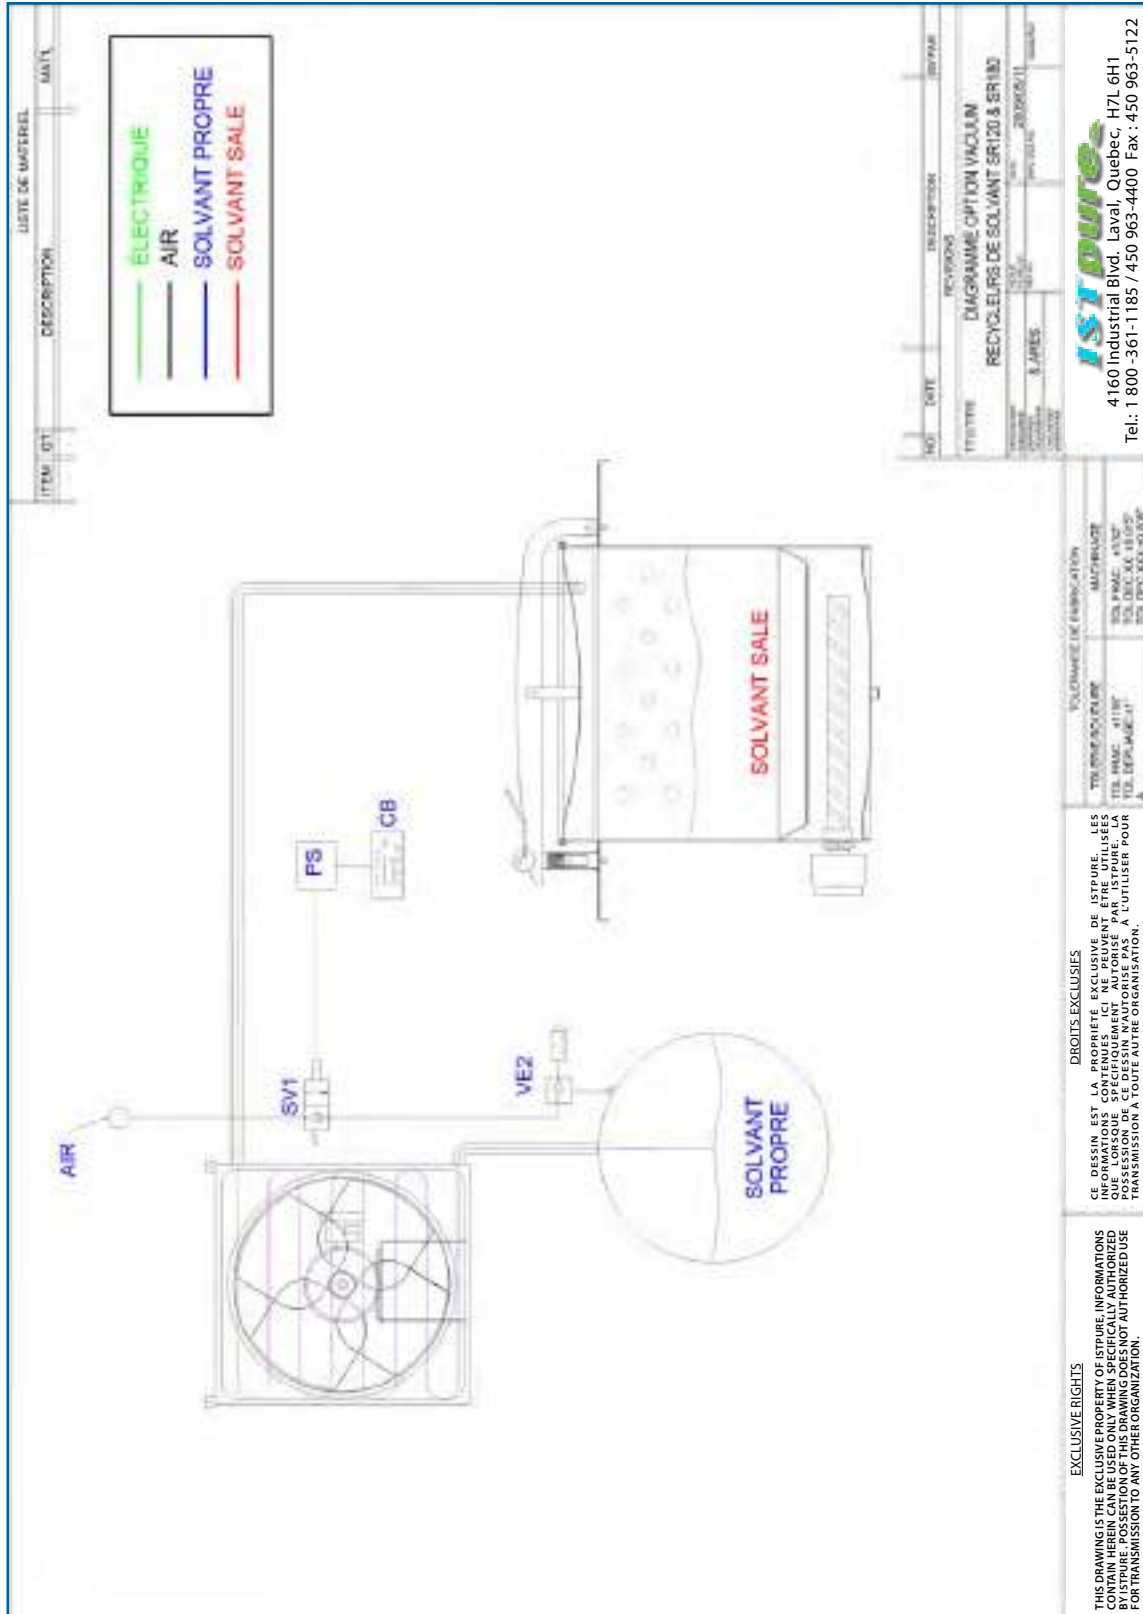 LISTE DE MATERIEL
ITEM QT DESCRIPTION MAT'L
ÉLECTRIQUE
AIR
SOLVANT PROPRE
SOLVANT SALE
AIR
SV1
PS
CB
VE2
SOLVANT
PROPRE
SOLVANT SALE
NO DATE DESCRIPTION
REVISIONS
DIAGRAMME OPTION VACUUM
RECYCLEURS DE SOLVANT SR120 & SR180
TOLERANCE DE FABRICATION
MACHINAGE
EXCLUSIVE RIGHTS
THIS DRAWING IS THE EXCLUSIVE PROPERTY OF ISTPURE, INFORMATIONS
CONTAIN HEREIN CAN BE USED ONLY WHEN SPECIFICALLY AUTHORIZED
BY ISTPURE. POSSESTION OF THIS DRAWING DOES NOT AUTHORIZED USE
FOR TRANSMISSION TO ANY OTHER ORGANIZATION.
DROITS EXCLUSIFS
CE DESSIN EST LA PROPRIÉTÉ EXCLUSIVE DE ISTPURE. LES
INFORMATIONS CONTENUES ICI NE PEUVENT ÊTRE UTILISÉES
QUE LORSQUE SPÉCIFIQUEMENT AUTORISÉ PAR ISTPURE. LA
POSSESSION DE CE DESSIN N'AUTORISE PAS À L'UTILISER POUR
TRANSMISSION À TOUTE AUTRE ORGANISATION.
ISTpure
4160 Industrial Blvd. Laval, Quebec, H7L 6H1
Tel.: 1 800 -361-1185 / 450 963-4400 Fax : 450 963-5122